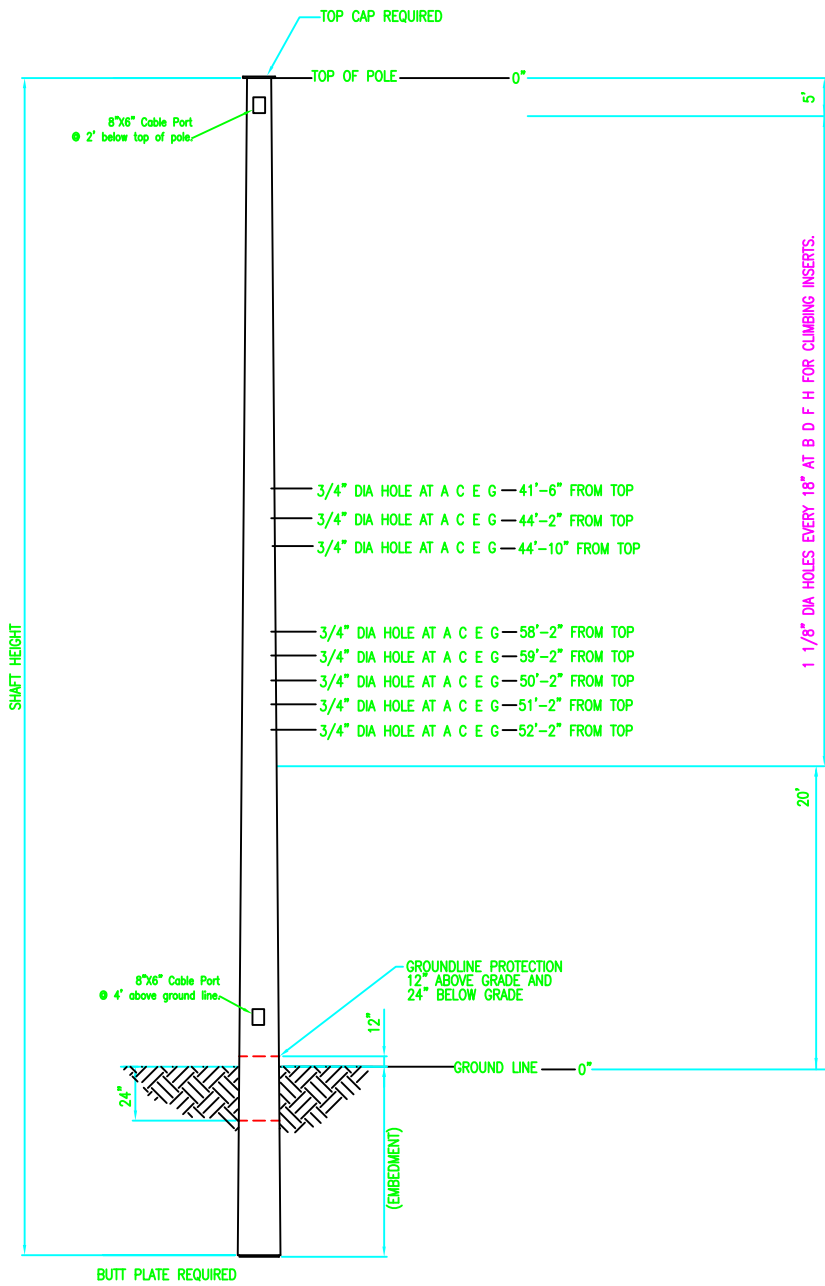 TOP CAP REQUIRED
TOP OF POLE
0"
5'
8"X6" Cable Port
@ 2' below top of pole.
1 1/8" DIA HOLES EVERY 18" AT B D F H FOR CLIMBING INSERTS.
3/4" DIA HOLE AT A C E G 41'-6" FROM TOP
3/4" DIA HOLE AT A C E G 44'-2" FROM TOP
3/4" DIA HOLE AT A C E G 44'-10" FROM TOP
SHAFT HEIGHT
3/4" DIA HOLE AT A C E G 58'-2" FROM TOP
3/4" DIA HOLE AT A C E G 59'-2" FROM TOP
3/4" DIA HOLE AT A C E G 50'-2" FROM TOP
3/4" DIA HOLE AT A C E G 51'-2" FROM TOP
3/4" DIA HOLE AT A C E G 52'-2" FROM TOP
20'
GROUNDLINE PROTECTION
12" ABOVE GRADE AND
24" BELOW GRADE
8"X6" Cable Port
@ 4' above ground line.
12"
GROUND LINE
0"
24"
(EMBEDMENT)
BUTT PLATE REQUIRED